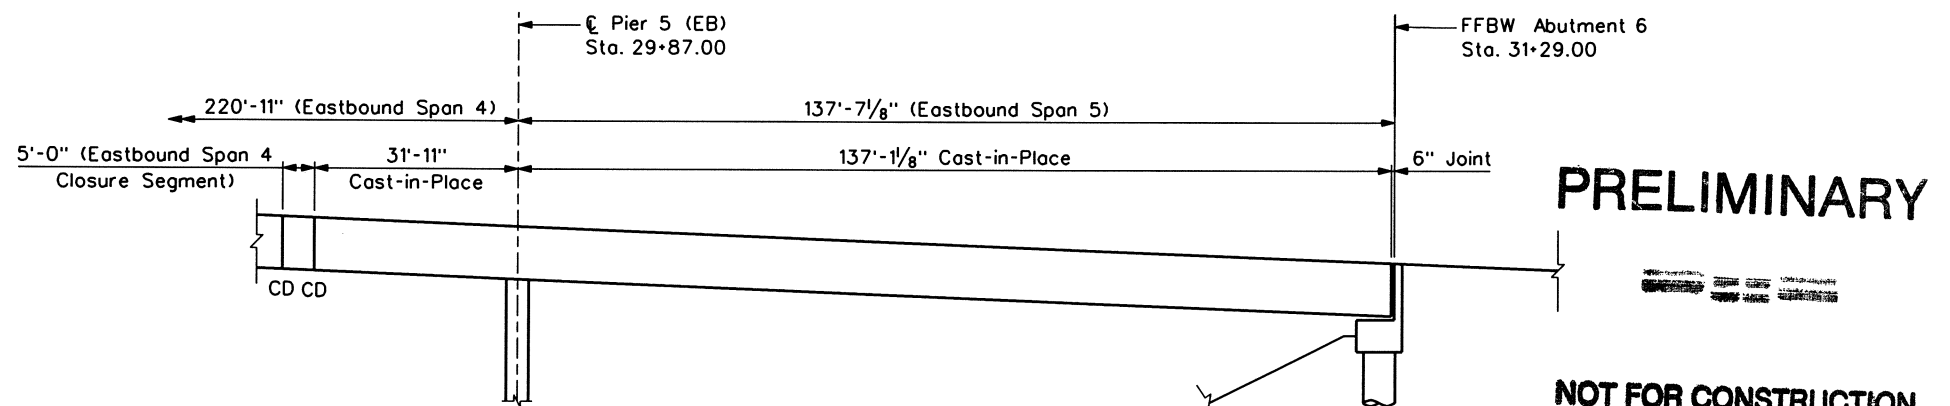 ℄ Pier 5 (EB)
Sta. 29+87.00
FFBW Abutment 6
Sta. 31+29.00
220'-11" (Eastbound Span 4)
137'-7 1/8" (Eastbound Span 5)
5'-0" (Eastbound Span 4
Closure Segment)
31'-11"
Cast-in-Place
137'-1 1/8" Cast-in-Place
6" Joint
PRELIMINARY
CD CD
NOT FOR CONSTRUCTION